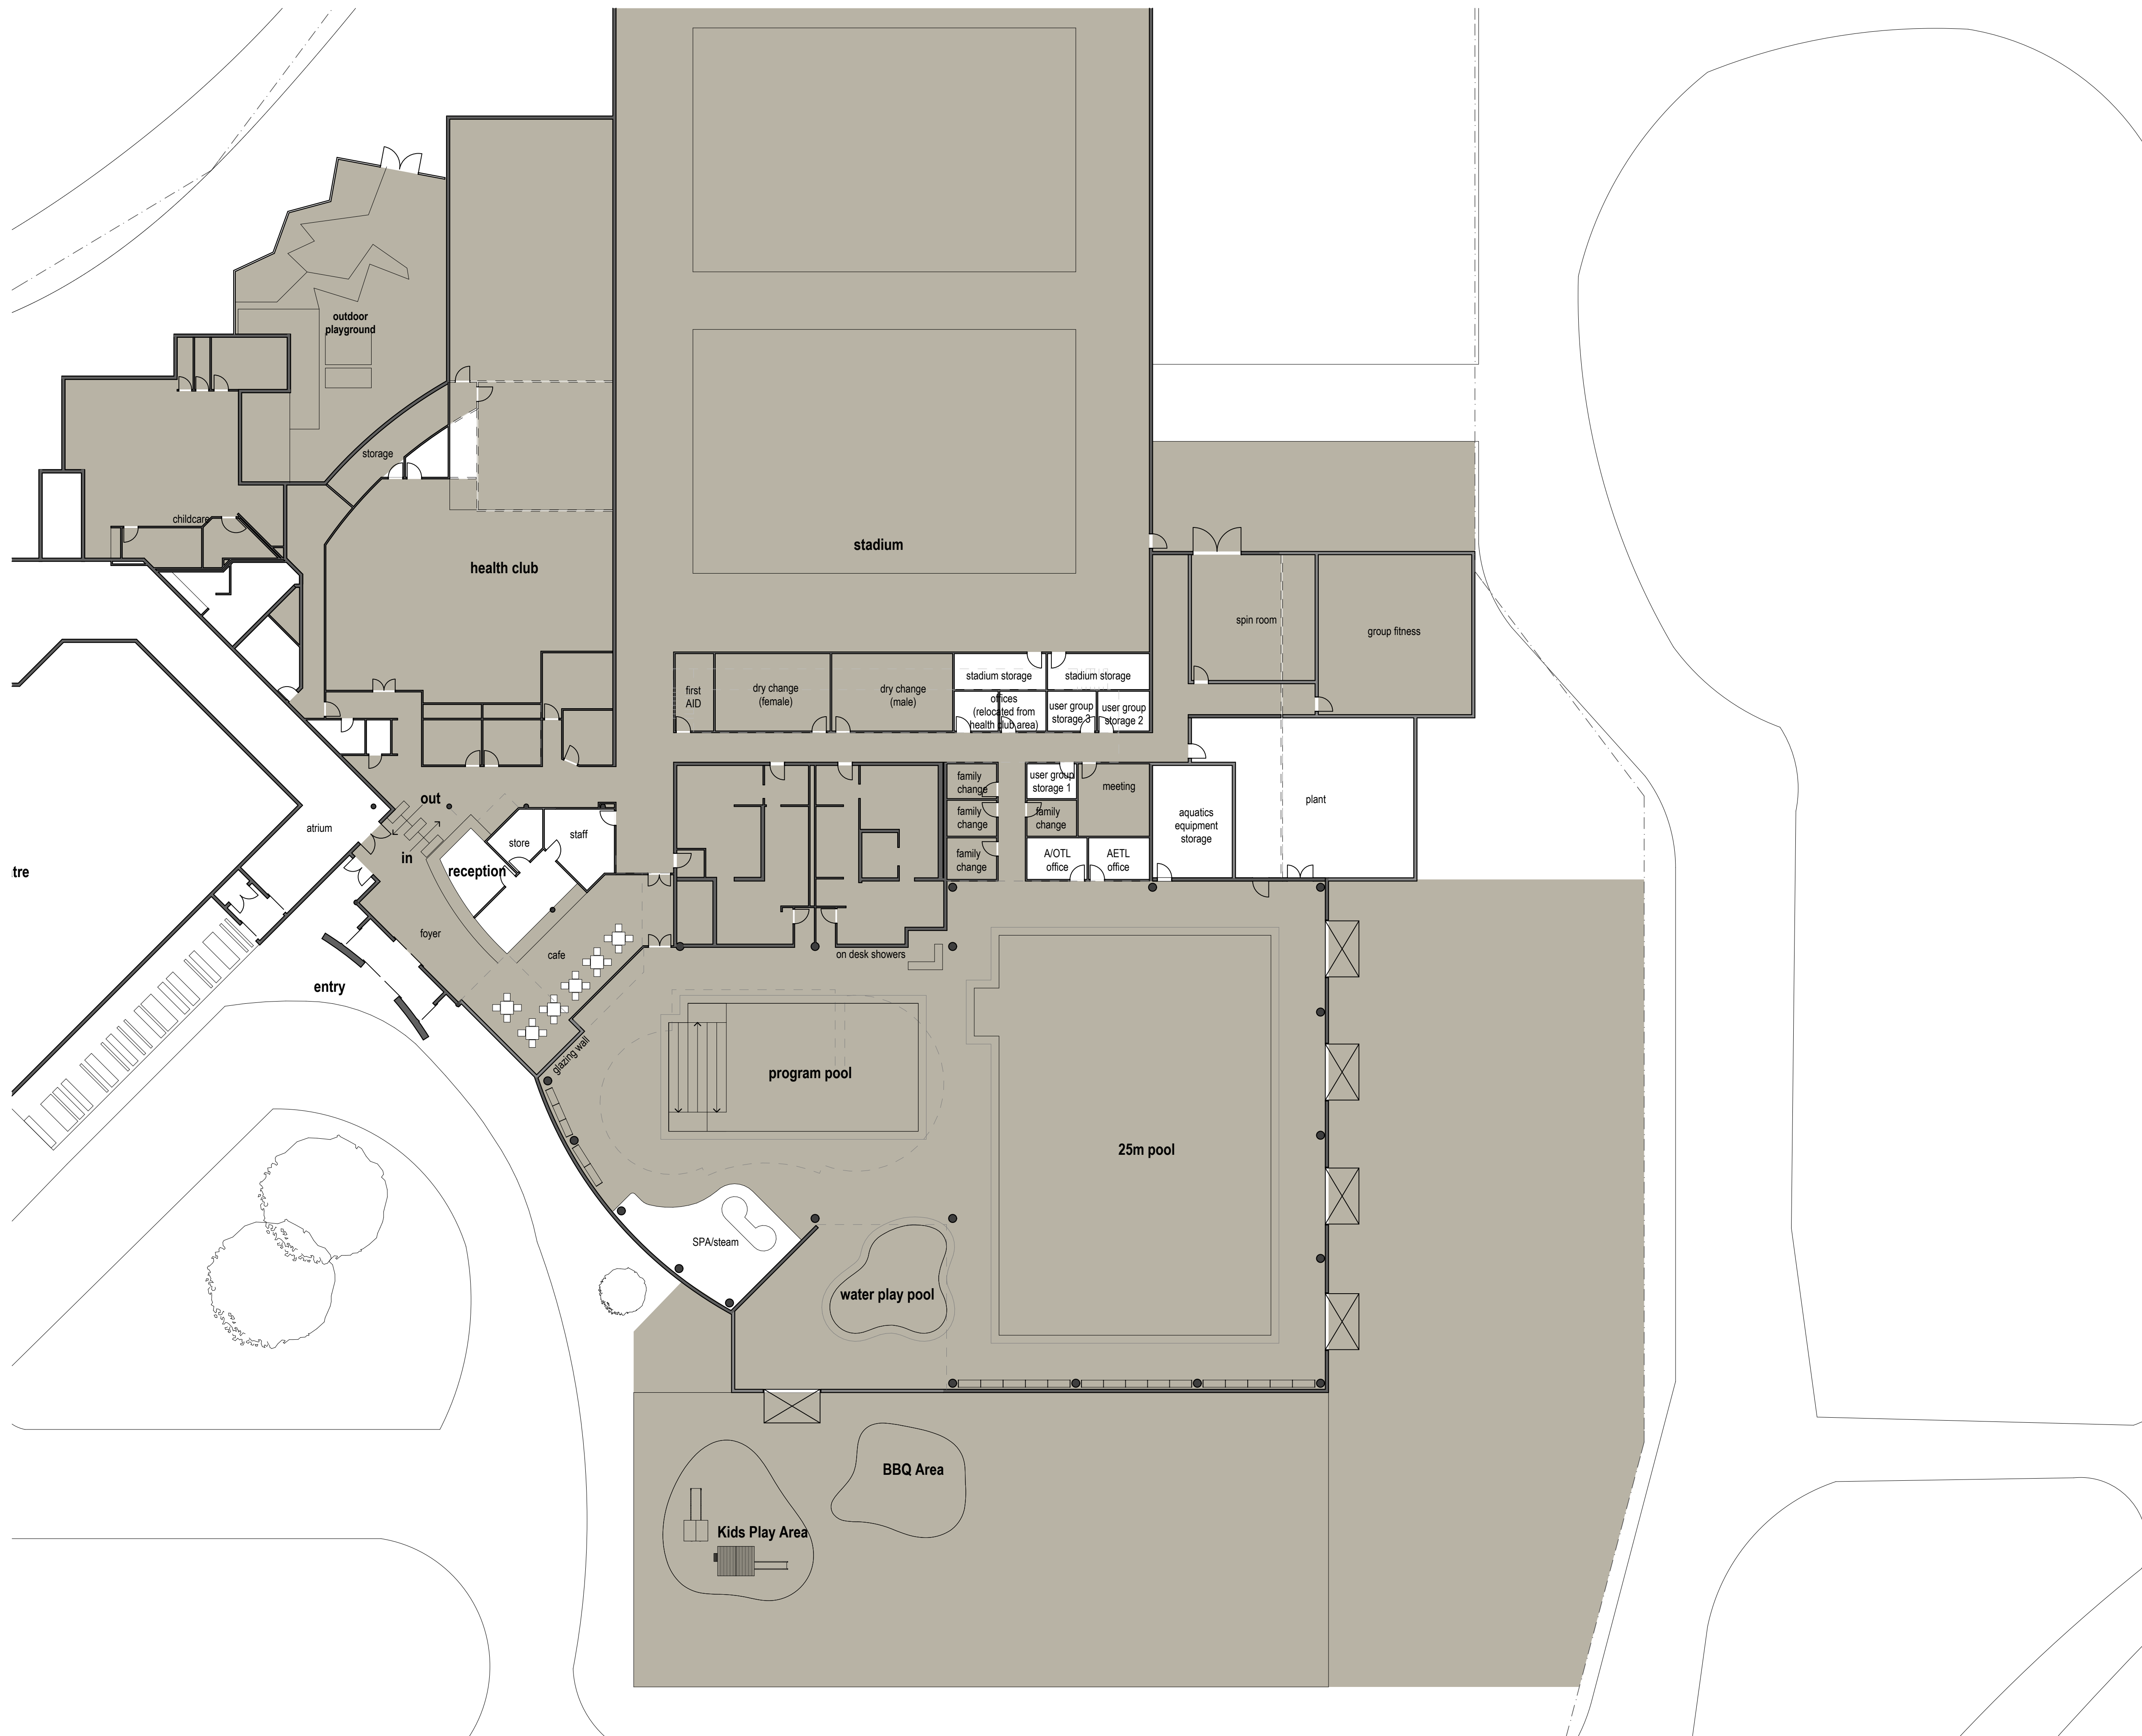 outdoor
playground
storage
childcare
health club
stadium
spin room
group fitness
first
AID
dry change
(female)
dry change
(male)
stadium storage
stadium storage
offices
(relocated from
health club area)
user group
storage 3
user group
storage 2
family
change
user group
storage 1
meeting
family
change
family
change
family
change
A/OTL
office
AETL
office
aquatics
equipment
storage
plant
out
in
atrium
store
staff
reception
tre
foyer
cafe
entry
on desk showers
glazing wall
program pool
25m pool
SPA/steam
water play pool
BBQ Area
Kids Play Area